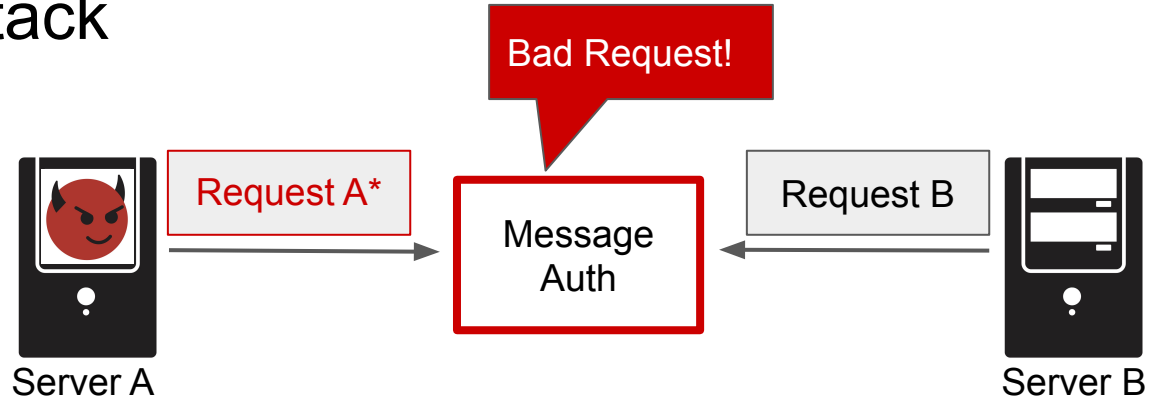 tack
Bad Request!
Request A*
Request B
Message
Auth
Server A
Server B